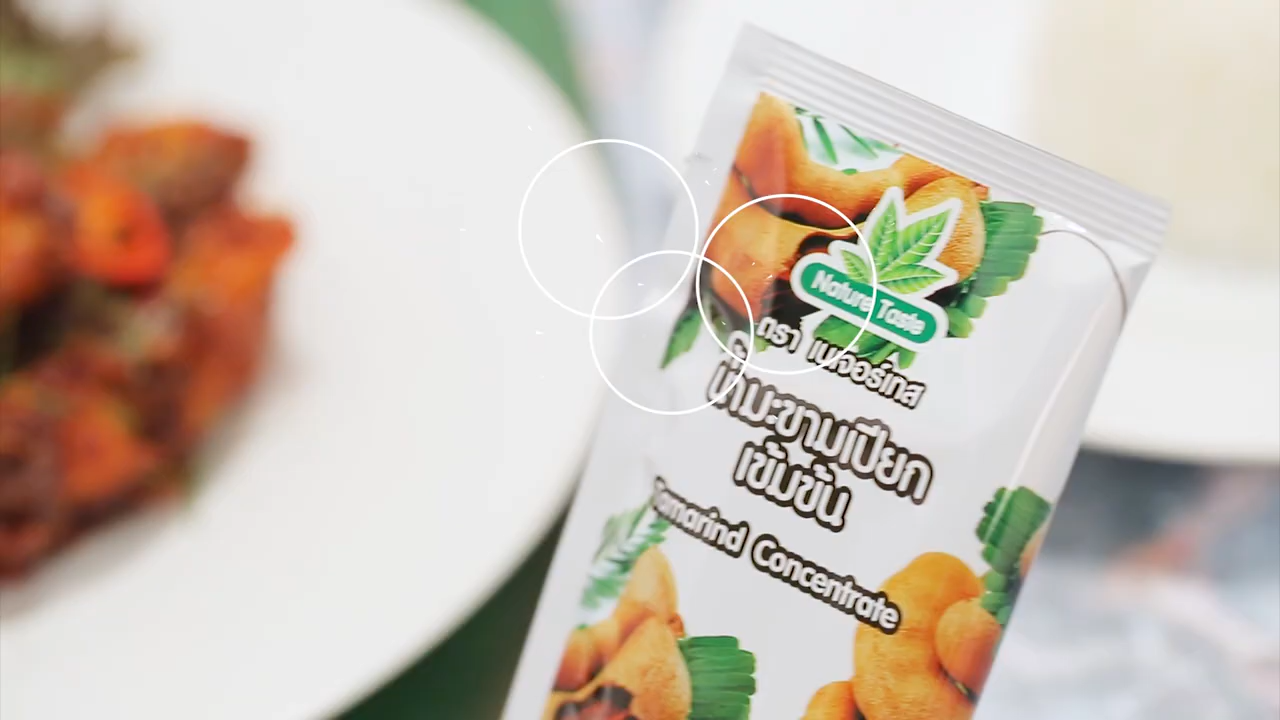 Nature Taste
ตรา เนเจอร์เทส
น้ำมะขามเปียก
เข้มข้น
Tamarind Concentrate